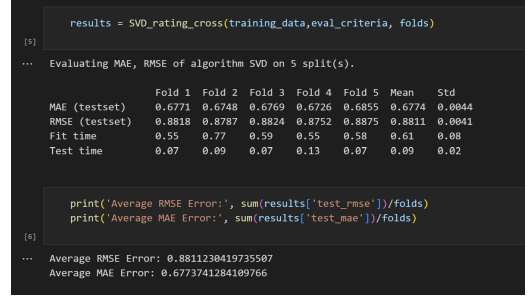 results = SVD_rating_cross(training_data,eval_criteria, folds)
[5]
... Evaluating MAE, RMSE of algorithm SVD on 5 split(s).
Fold 1 Fold 2 Fold 3 Fold 4 Fold 5 Mean Std
MAE (testset) 0.6771 0.6748 0.6769 0.6726 0.6855 0.6774 0.0044
RMSE (testset) 0.8818 0.8787 0.8824 0.8752 0.8875 0.8811 0.0041
Fit time 0.55 0.77 0.59 0.55 0.58 0.61 0.08
Test time 0.07 0.09 0.07 0.13 0.07 0.09 0.02
print('Average RMSE Error:', sum(results['test_rmse'])/folds)
print('Average MAE Error:', sum(results['test_mae'])/folds)
[6]
... Average RMSE Error: 0.8811230419735507
Average MAE Error: 0.6773741284109766